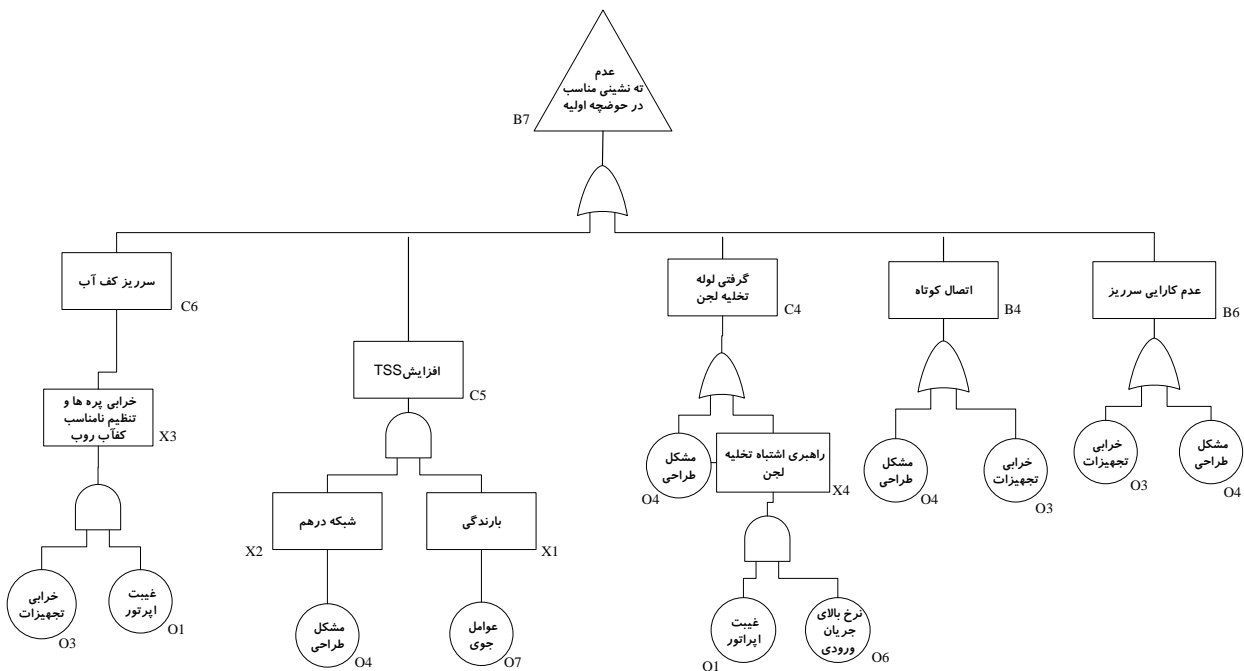 عدم
ته نشینی مناسب
در حوضچه اولیه
B7
عدم کارایی سرریز
B6
اتصال کوتاه
B4
گرفتی لوله
تخلیه لجن
C4
افزایش TSS
C5
سرریز کف آب
C6
مشکل
طراحی
O4
خرابی
تجهیزات
O3
خرابی
تجهیزات
O3
مشکل
طراحی
O4
راهبری اشتباه تخلیه
لجن
X4
مشکل
طراحی
O4
نرخ بالای
جریان
ورودی
O6
غیبت
اپراتور
O1
بارندگی
X1
شبکه درهم
X2
عوامل
جوی
O7
مشکل
طراحی
O4
خرابی پره ها و
تنظیم نامناسب
کفآب روب
X3
غیبت
اپرتور
O1
خرابی
تجهیزات
O3